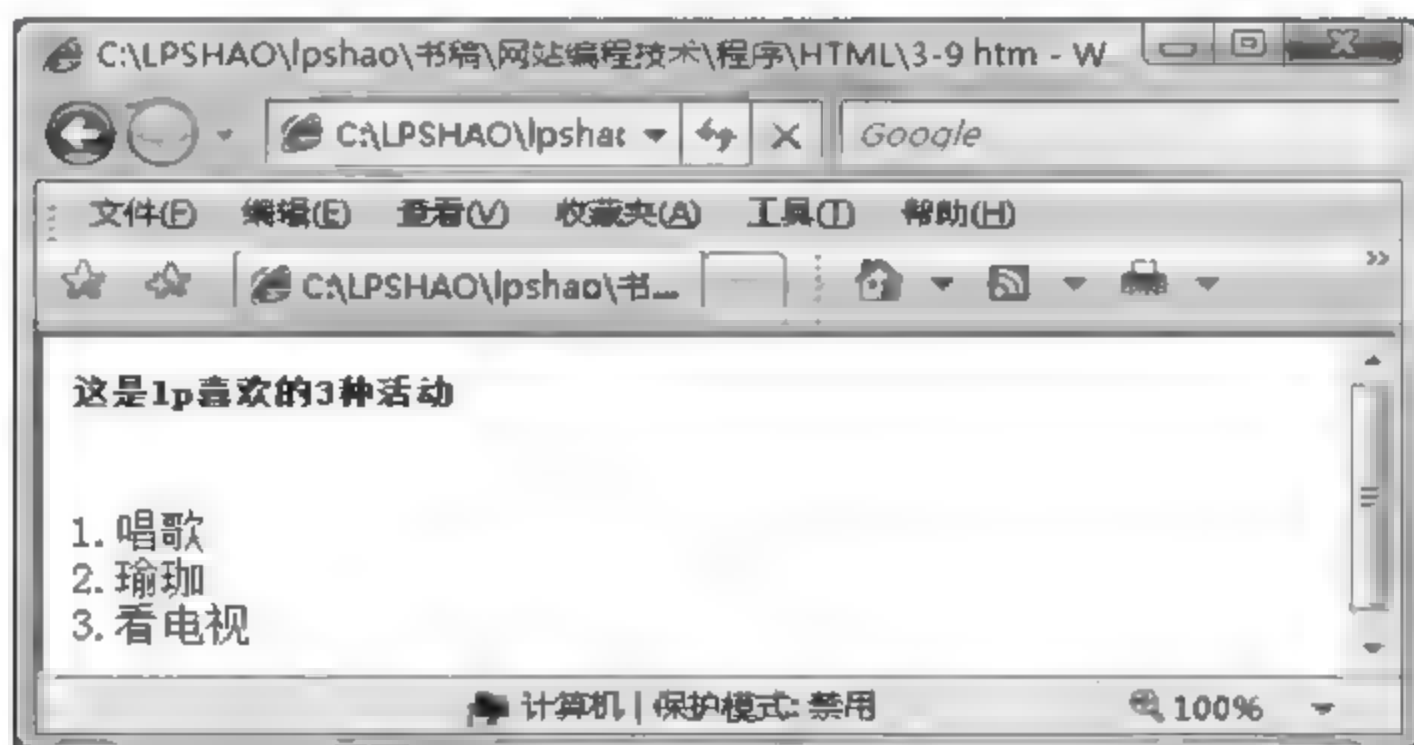 C:\LPSHAO\lpshao\书稿\网站编程技术\程序\HTML\3-9 htm - W
C:\LPSHAO\lpshac
Google
文件(F) 编辑(E) 查看(V) 收藏夹(A) 工具(T) 帮助(H)
C:\LPSHAO\lpshao\书...
这是lp喜欢的3种活动
1. 唱歌
2. 瑜珈
3. 看电视
计算机 | 保护模式: 禁用
100%